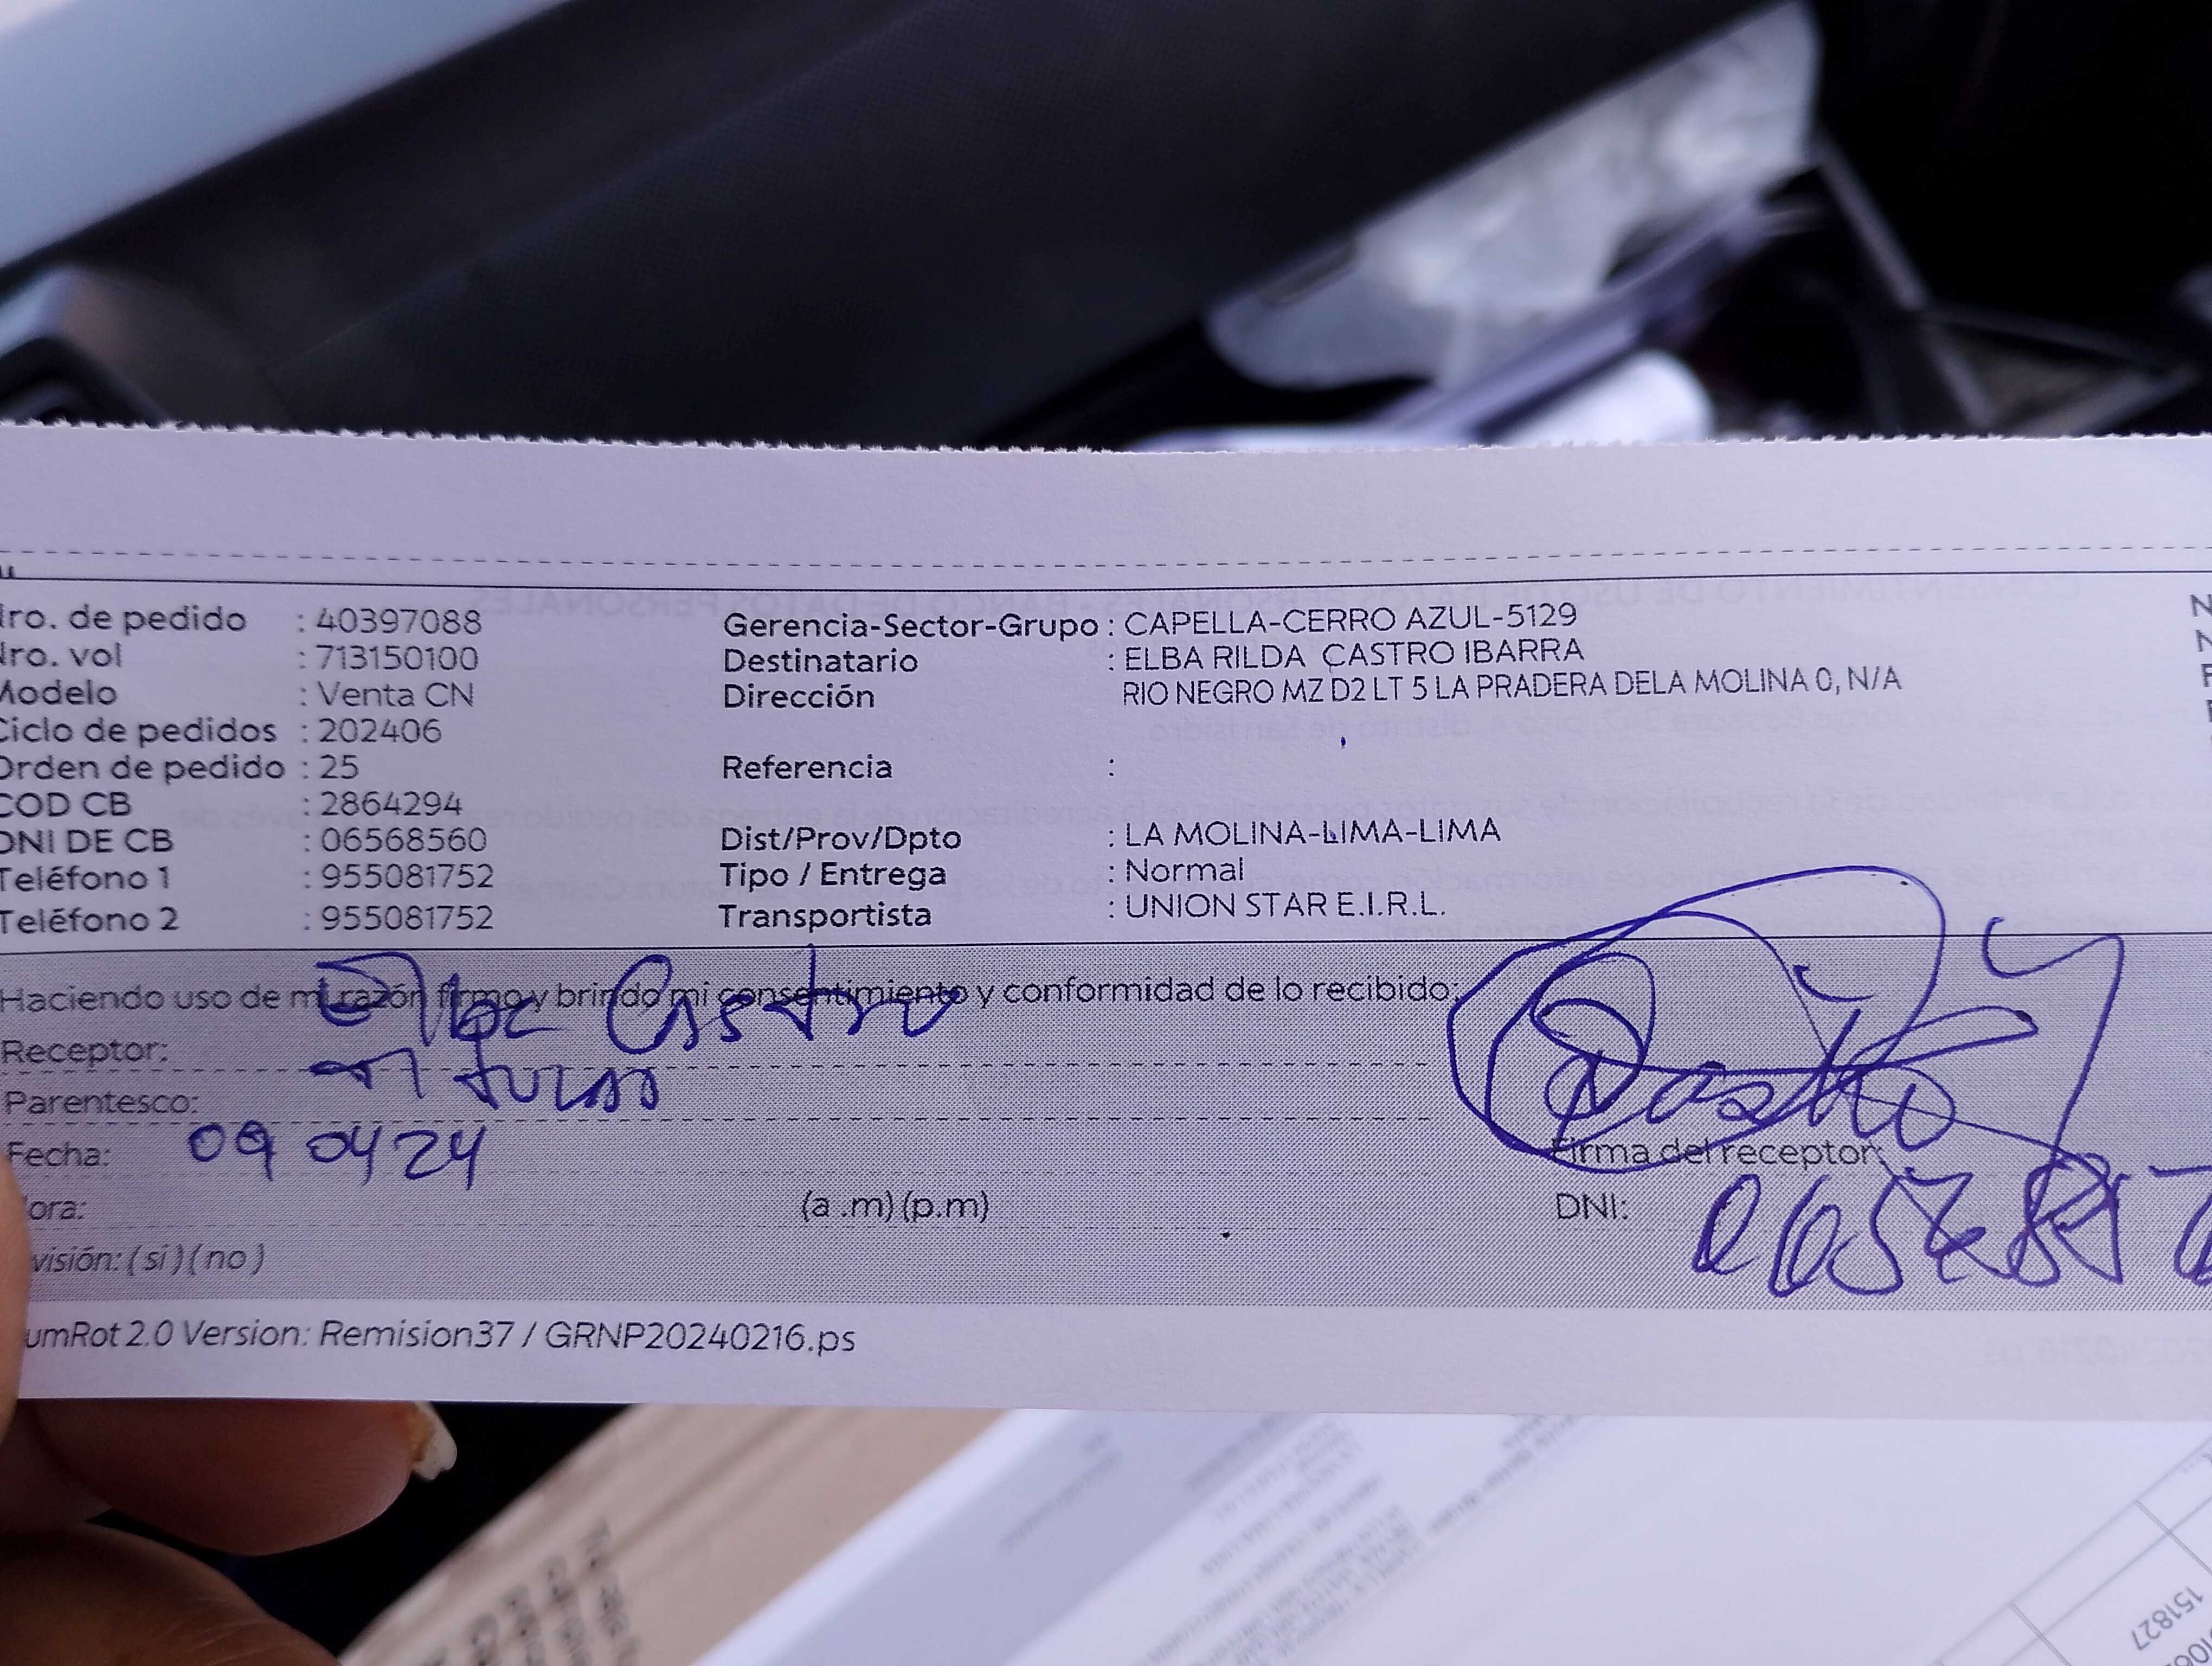 Nro. de pedido : 40397088
Nro. vol : 713150100
Modelo : Venta CN
Ciclo de pedidos : 202406
Orden de pedido : 25
COD CB : 2864294
DNI DE CB : 06568560
Teléfono 1 : 955081752
Teléfono 2 : 955081752
Gerencia-Sector-Grupo : CAPELLA-CERRO AZUL-5129
Destinatario : ELBA RILDA CASTRO IBARRA
Dirección RIO NEGRO MZ D2 LT 5 LA PRADERA DELA MOLINA 0, N/A
Referencia :
Dist/Prov/Dpto : LA MOLINA-LIMA-LIMA
Tipo / Entrega : Normal
Transportista : UNION STAR E.I.R.L.
Haciendo uso de mi razón firmo y brindo mi consentimiento y conformidad de lo recibido:
Receptor: Castro
Parentesco:
Fecha: 09 04 24
ora: (a .m) (p.m)
visión: ( si ) ( no )
Firma del receptor:
DNI:
umRot 2.0 Version: Remision37 / GRNP20240216.ps
151827